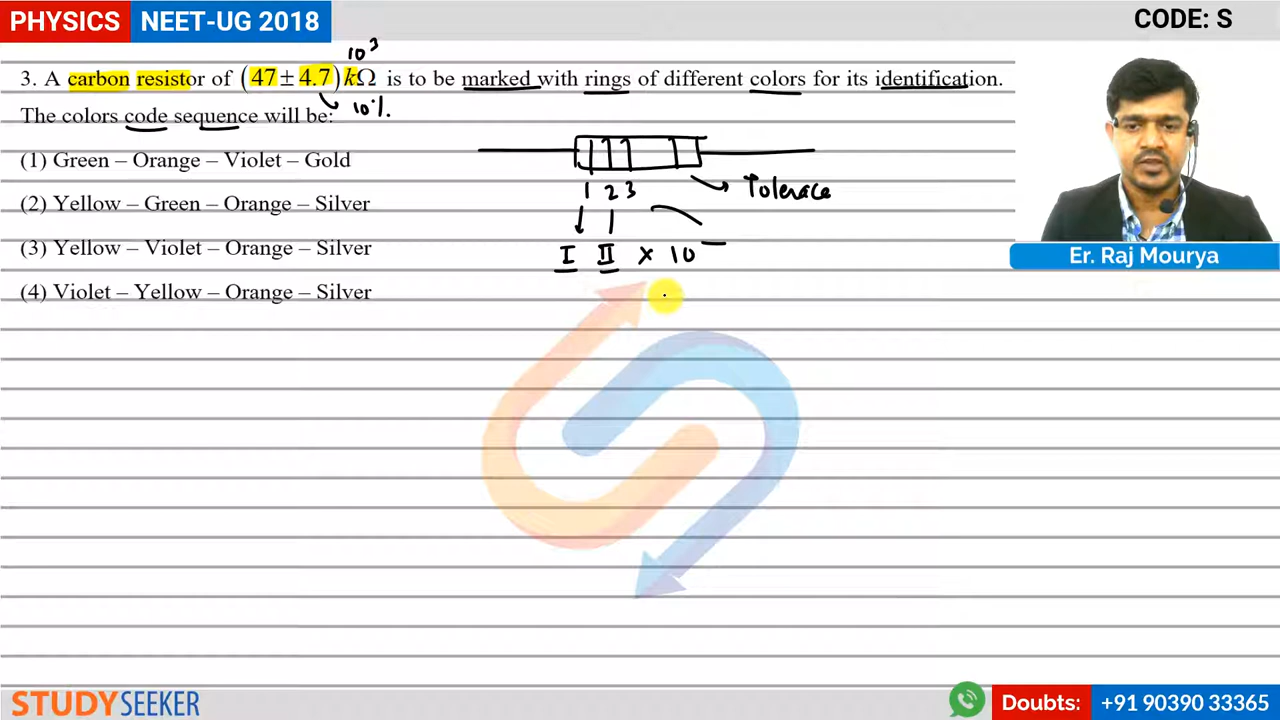 PHYSICS NEET-UG 2018 CODE: S
10³
3. A carbon resistor of (47 ± 4.7) kΩ is to be marked with rings of different colors for its identification.
10%.
The colors code sequence will be:
(1) Green – Orange – Violet – Gold
(2) Yellow – Green – Orange – Silver
(3) Yellow – Violet – Orange – Silver
(4) Violet – Yellow – Orange – Silver
1 2 3 Tolerace
I II × 10
Er. Raj Mourya
STUDYSEEKER Doubts: +91 90390 33365